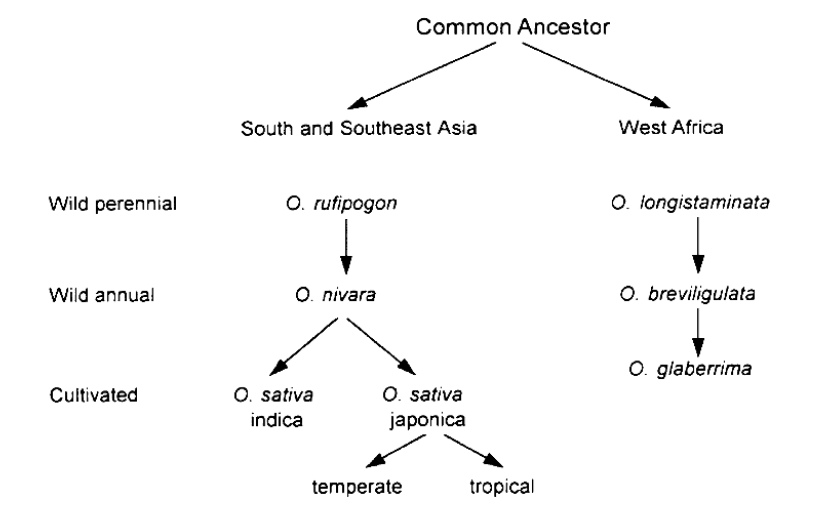 Common Ancestor
South and Southeast Asia West Africa
Wild perennial O. rufipogon O. longistaminata
Wild annual O. nivara O. breviligulata
O. glaberrima
Cultivated O. sativa O. sativa
indica japonica
temperate tropical